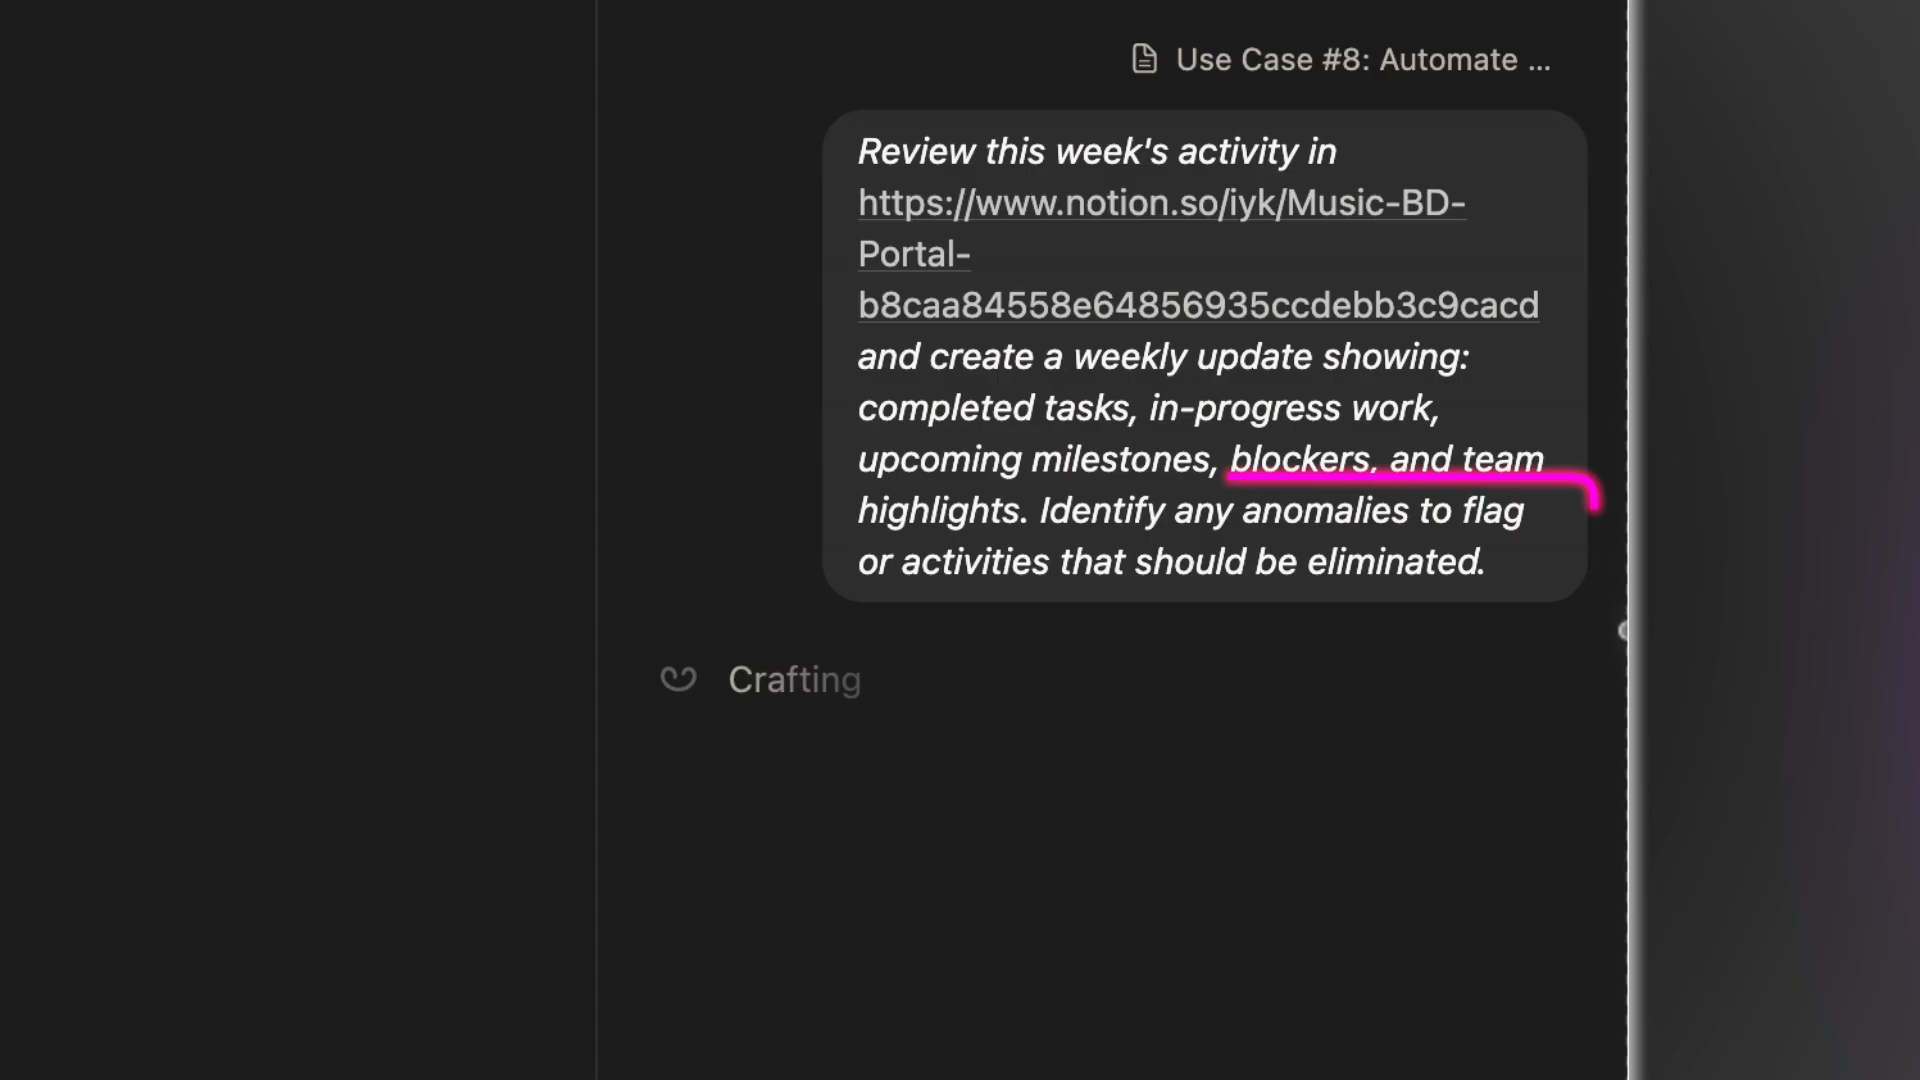 Use Case #8: Automate ...
Review this week's activity in
https://www.notion.so/iyk/Music-BD-
Portal-
b8caa84558e64856935ccdebb3c9cacd
and create a weekly update showing:
completed tasks, in-progress work,
upcoming milestones, blockers, and team
highlights. Identify any anomalies to flag
or activities that should be eliminated.
Crafting